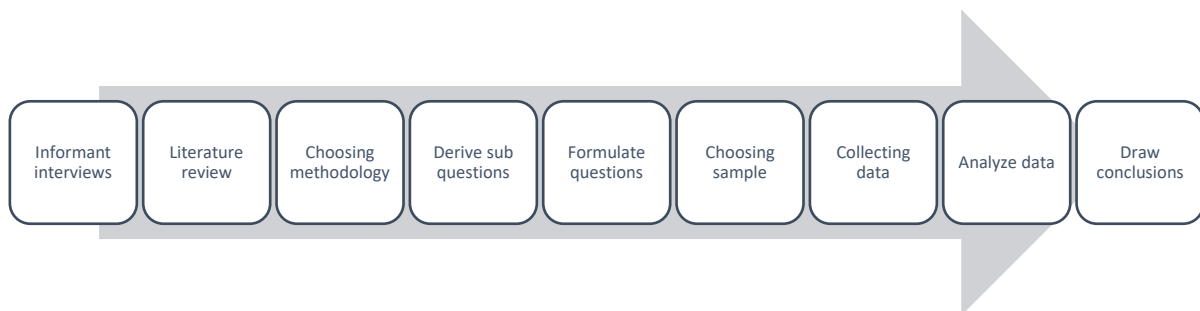 Informant
interviews
Literature
review
Choosing
methodology
Derive sub
questions
Formulate
questions
Choosing
sample
Collecting
data
Analyze data
Draw
conclusions